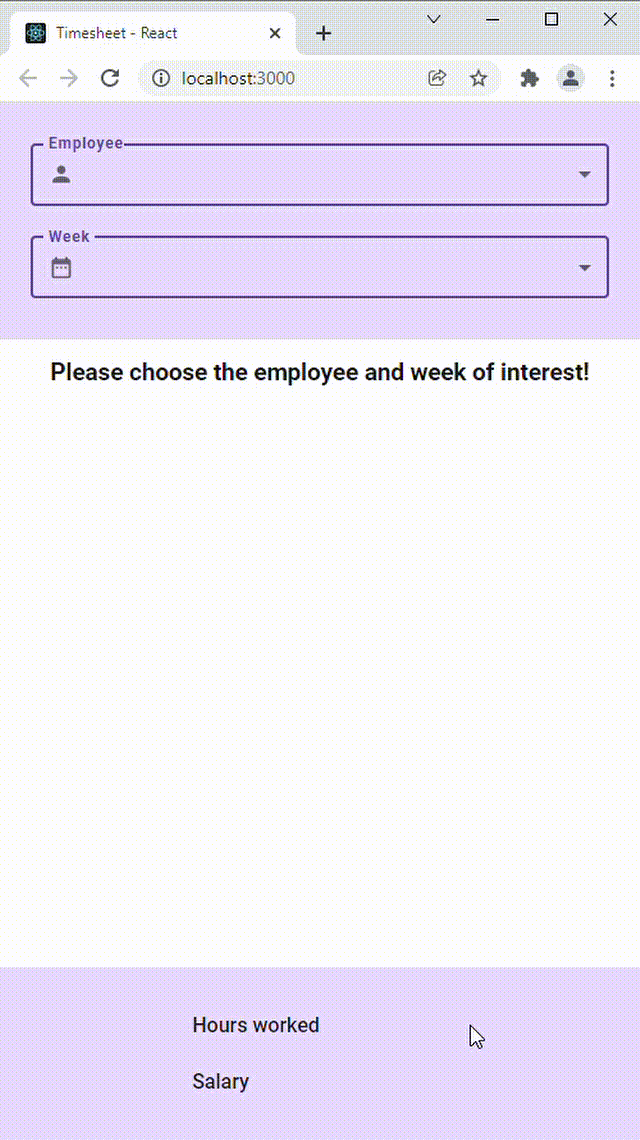 Timesheet - React
localhost:3000
Employee
Week
Please choose the employee and week of interest!
Hours worked
Salary